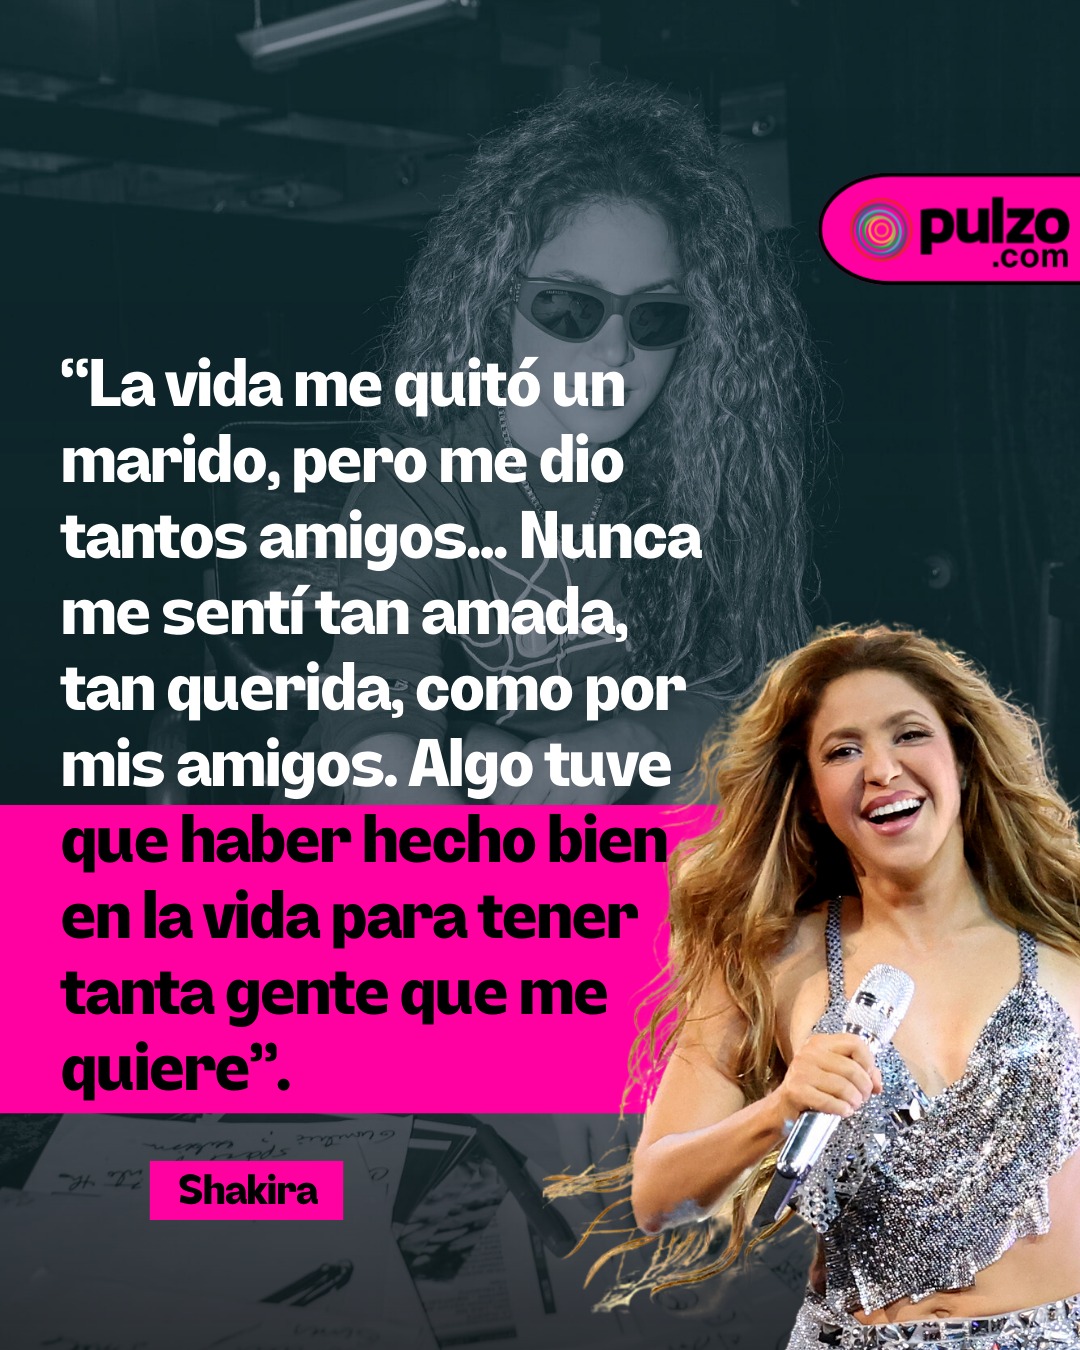 pulzo
.com
“La vida me quitó un
marido, pero me dio
tantos amigos... Nunca
me sentí tan amada,
tan querida, como por
mis amigos. Algo tuve
que haber hecho bien
en la vida para tener
tanta gente que me
quiere”.
Shakira